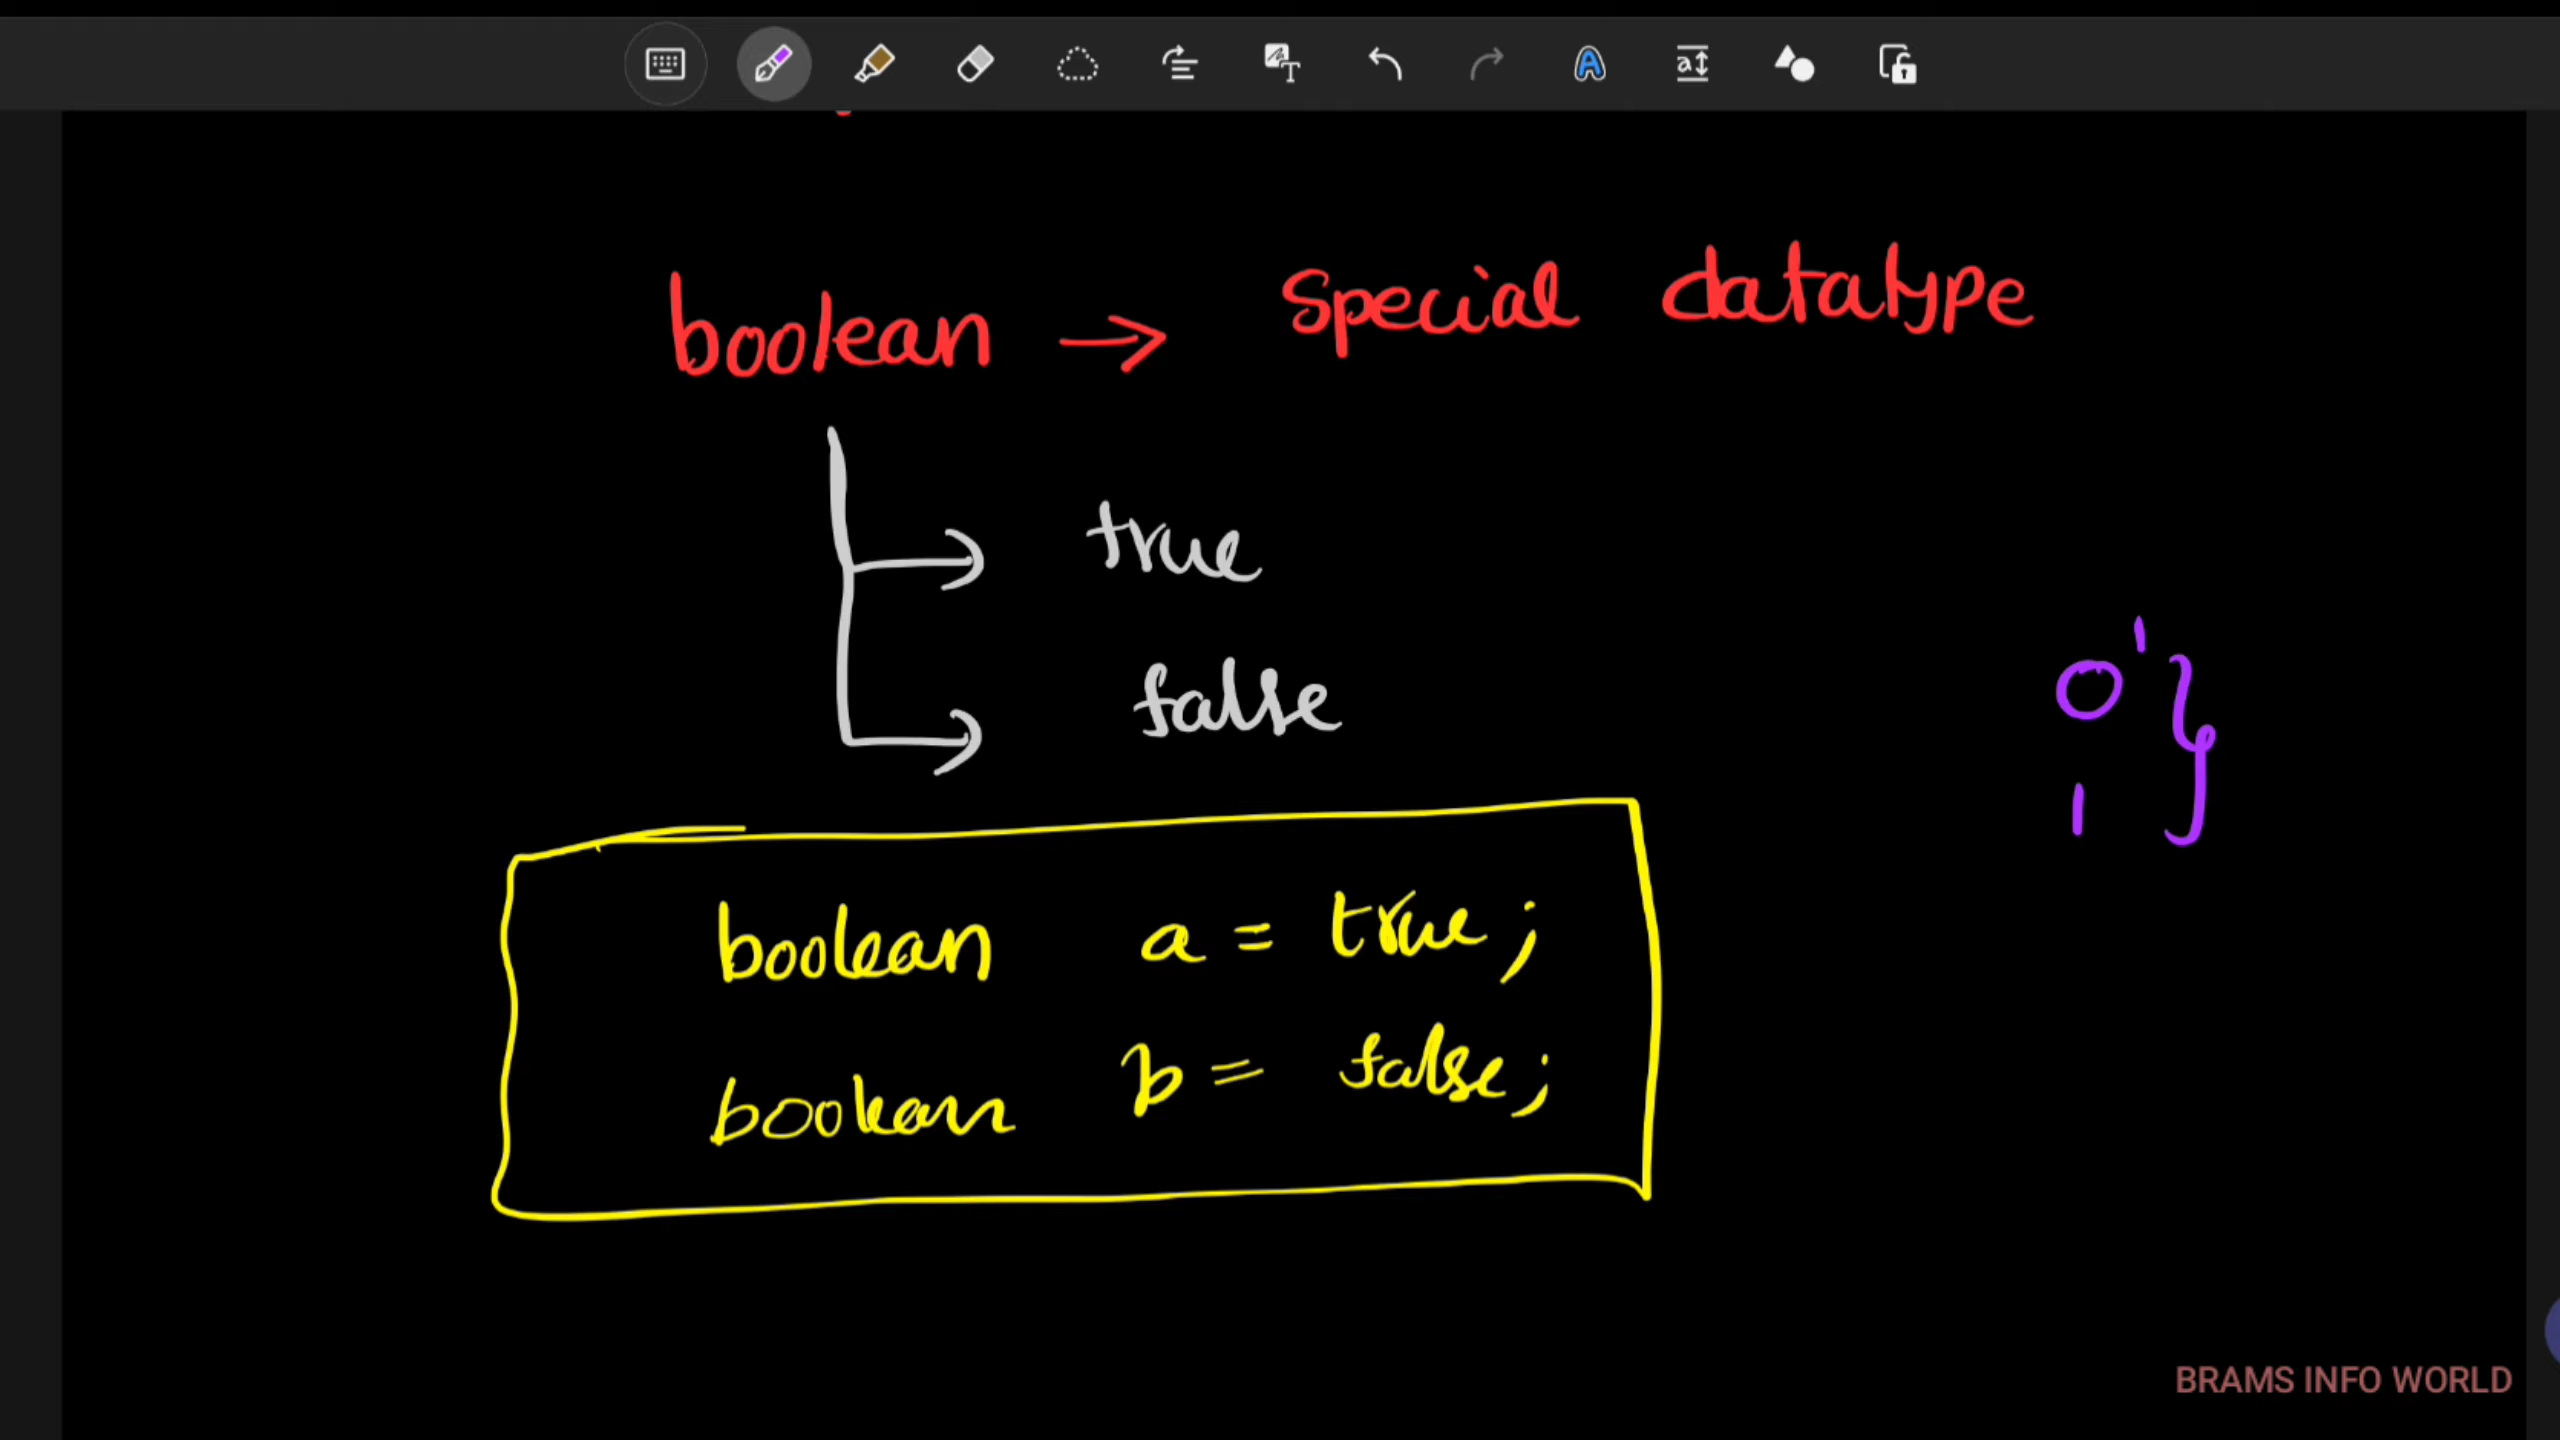 boolean → special datatype
true
false
0 }
1
boolean a = true;
boolean b = false;
BRAMS INFO WORLD